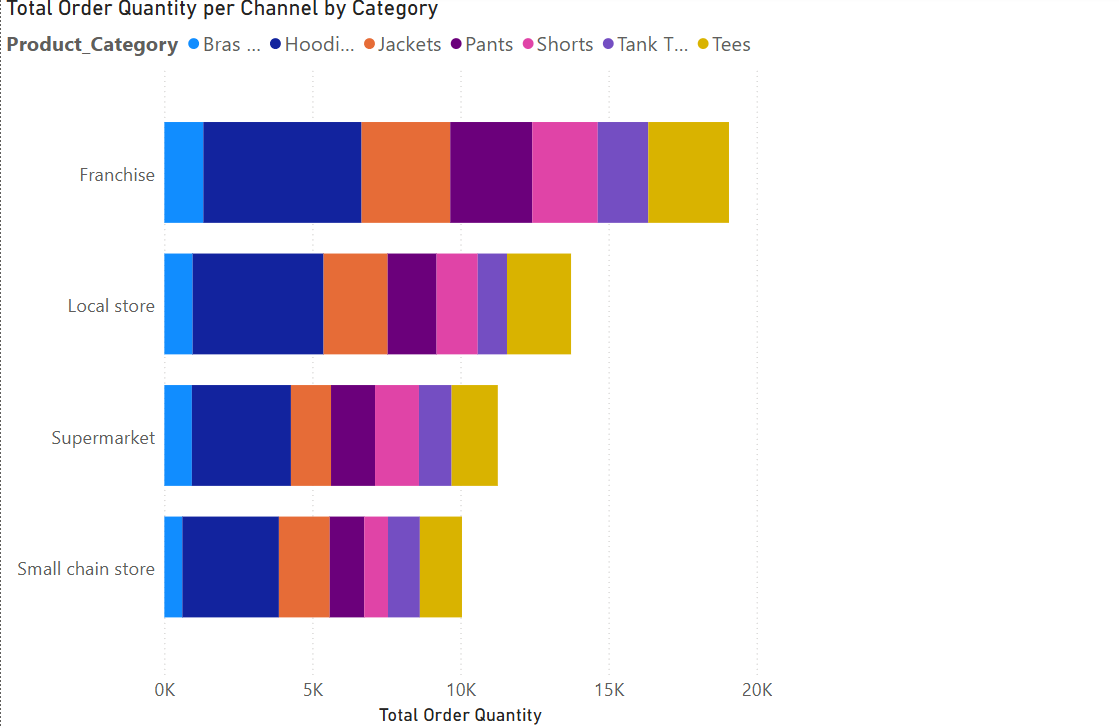 Total Order Quantity per Channel by Category
Product_Category Bras ... Hoodi... Jackets Pants Shorts Tank T... Tees
Franchise
Local store
Supermarket
Small chain store
0K 5K 10K 15K 20K
Total Order Quantity